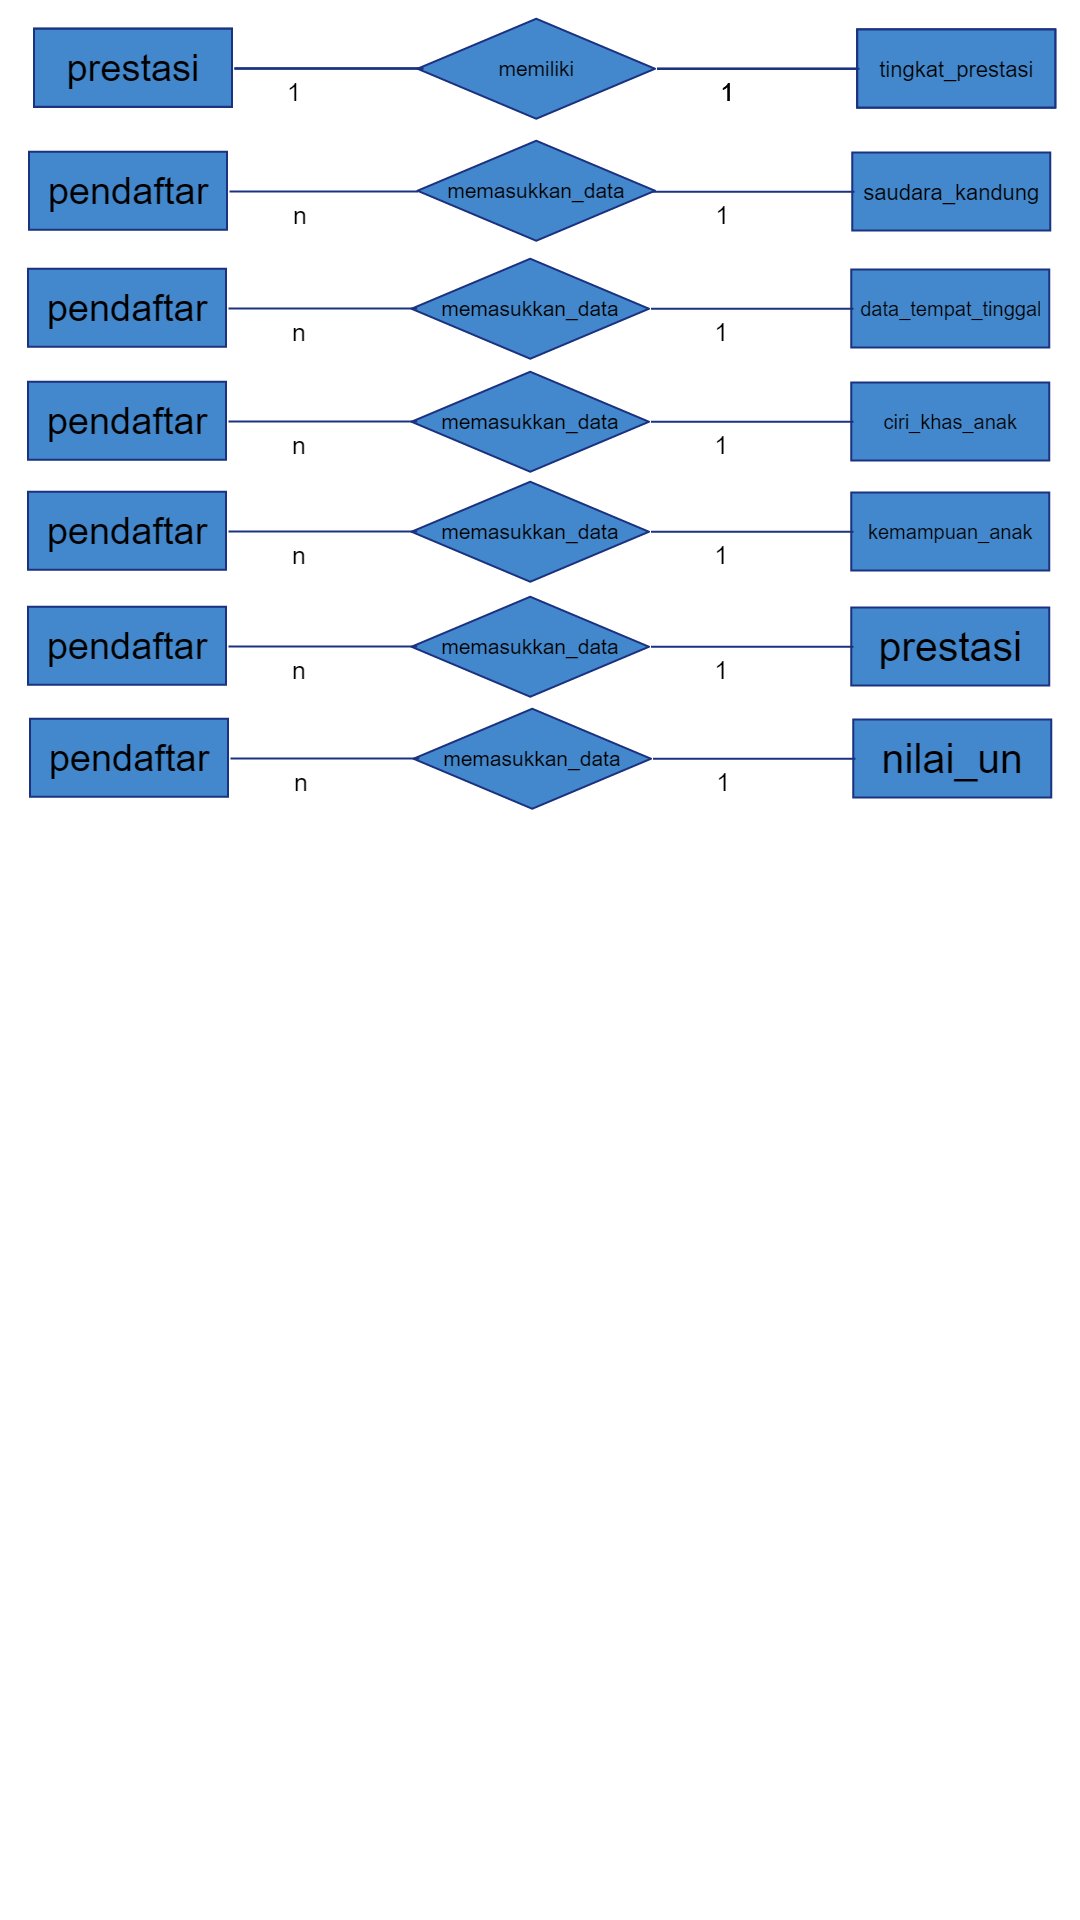 prestasi 1 memiliki 1 tingkat_prestasi
pendaftar n memasukkan_data 1 saudara_kandung
pendaftar n memasukkan_data 1 data_tempat_tinggal
pendaftar n memasukkan_data 1 ciri_khas_anak
pendaftar n memasukkan_data 1 kemampuan_anak
pendaftar n memasukkan_data 1 prestasi
pendaftar n memasukkan_data 1 nilai_un